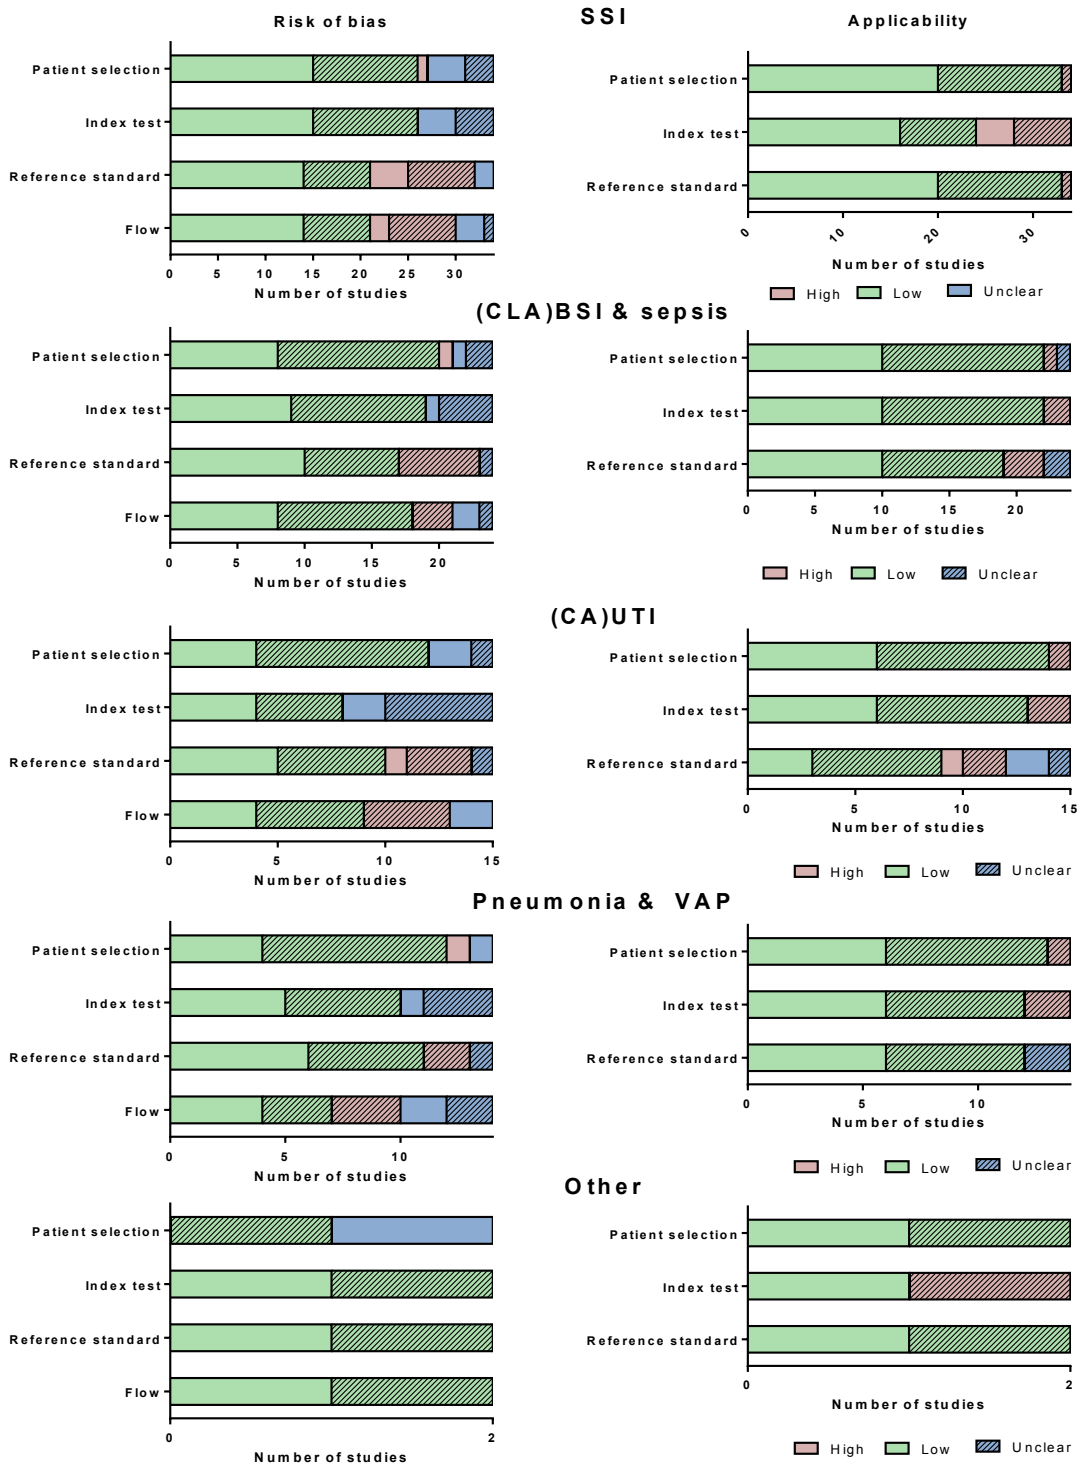 SSI
Risk of bias
Patient selection
Index test
Reference standard
Flow
0 5 10 15 20 25 30
Number of studies
Applicability
Patient selection
Index test
Reference standard
0 10 20 30
Number of studies
High Low Unclear
(CLA)BSI & sepsis
Patient selection
Index test
Reference standard
Flow
0 5 10 15 20
Number of studies
Patient selection
Index test
Reference standard
0 5 10 15 20
Number of studies
High Low Unclear
(CA)UTI
Patient selection
Index test
Reference standard
Flow
0 5 10 15
Number of studies
Patient selection
Index test
Reference standard
0 5 10 15
Number of studies
High Low Unclear
Pneumonia & VAP
Patient selection
Index test
Reference standard
Flow
0 5 10
Number of studies
Patient selection
Index test
Reference standard
0 5 10
Number of studies
High Low Unclear
Other
Patient selection
Index test
Reference standard
Flow
0 2
Number of studies
Patient selection
Index test
Reference standard
0 2
Number of studies
High Low Unclear